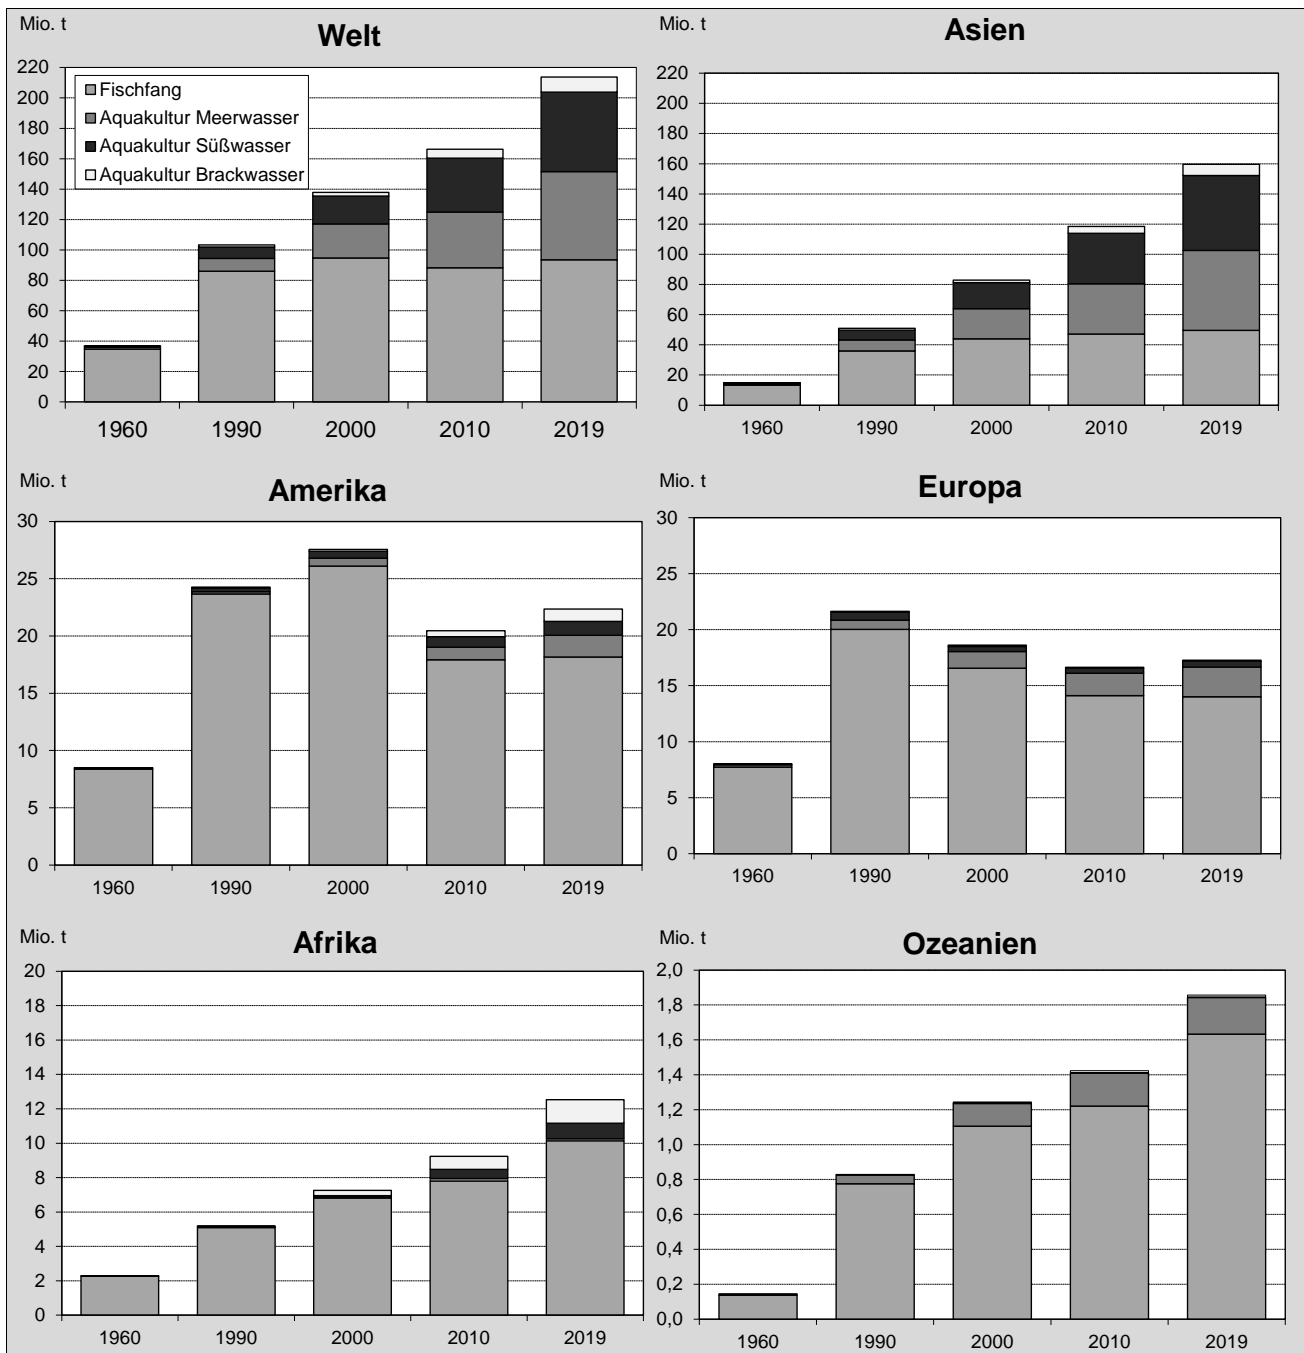 Mio. t
Welt
220
200
180
160
140
120
100
80
60
40
20
0
Fischfang
Aquakultur Meerwasser
Aquakultur Süßwasser
Aquakultur Brackwasser
1960 1990 2000 2010 2019
Mio. t
Asien
220
200
180
160
140
120
100
80
60
40
20
0
1960 1990 2000 2010 2019
Mio. t
Amerika
30
25
20
15
10
5
0
1960 1990 2000 2010 2019
Mio. t
Europa
30
25
20
15
10
5
0
1960 1990 2000 2010 2019
Mio. t
Afrika
20
18
16
14
12
10
8
6
4
2
0
1960 1990 2000 2010 2019
Mio. t
Ozeanien
2,0
1,8
1,6
1,4
1,2
1,0
0,8
0,6
0,4
0,2
0,0
1960 1990 2000 2010 2019